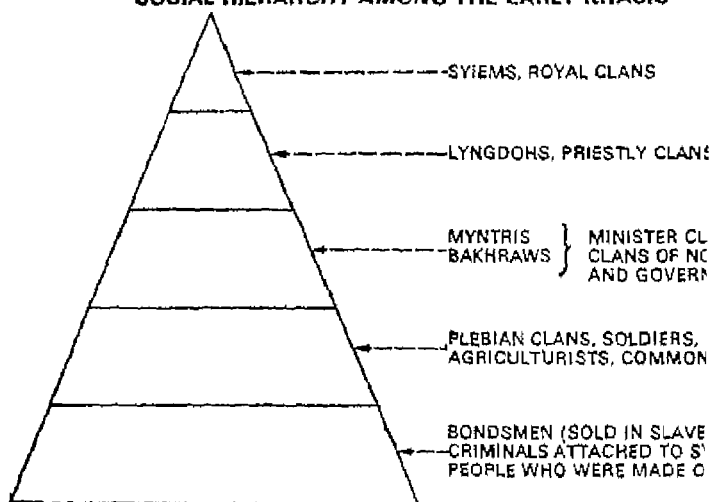 SOCIAL HIERARCHY AMONG THE EARLY KHASIS
SYIEMS, ROYAL CLANS
LYNGDOHS, PRIESTLY CLANS
MYNTRIS } MINISTER CL
BAKHRAWS CLANS OF NO
AND GOVERN
PLEBIAN CLANS, SOLDIERS,
AGRICULTURISTS, COMMON
BONDSMEN (SOLD IN SLAVE
CRIMINALS ATTACHED TO S
PEOPLE WHO WERE MADE O